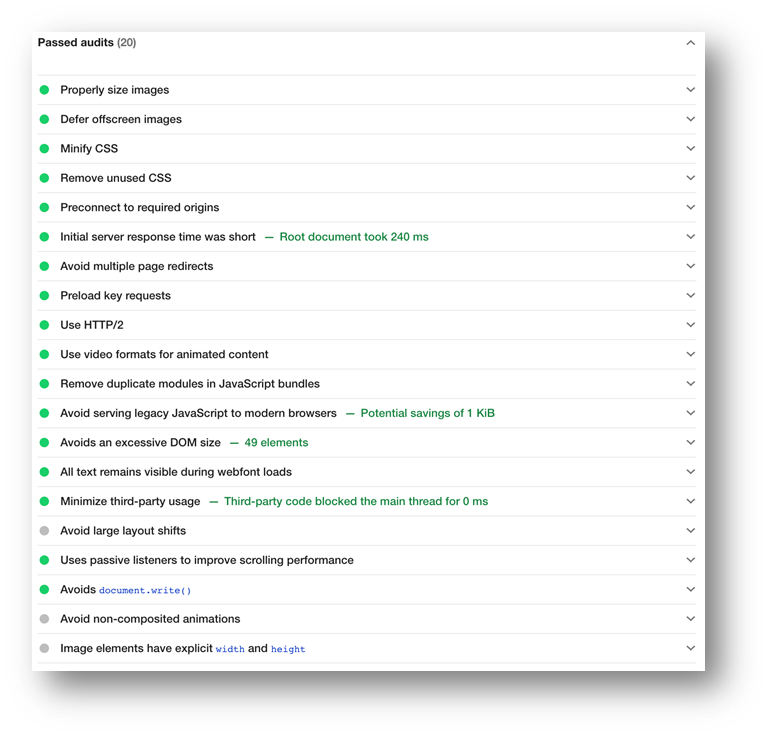 Passed audits (20)
Properly size images
Defer offscreen images
Minify CSS
Remove unused CSS
Preconnect to required origins
Initial server response time was short — Root document took 240 ms
Avoid multiple page redirects
Preload key requests
Use HTTP/2
Use video formats for animated content
Remove duplicate modules in JavaScript bundles
Avoid serving legacy JavaScript to modern browsers — Potential savings of 1 KiB
Avoids an excessive DOM size — 49 elements
All text remains visible during webfont loads
Minimize third-party usage — Third-party code blocked the main thread for 0 ms
Avoid large layout shifts
Uses passive listeners to improve scrolling performance
Avoids document.write()
Avoid non-composited animations
Image elements have explicit width and height